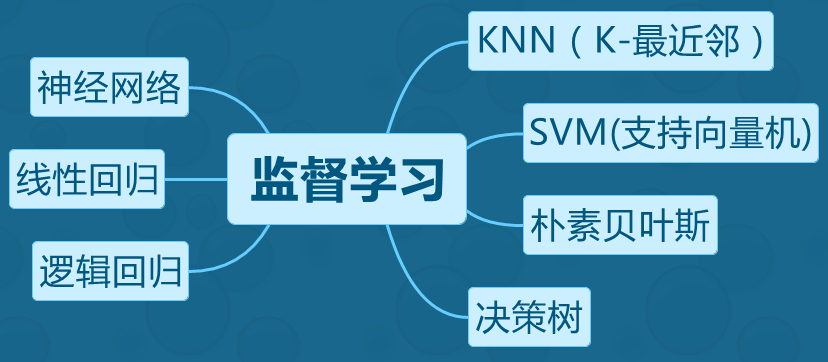 KNN（K-最近邻）
神经网络
SVM(支持向量机)
监督学习
线性回归
朴素贝叶斯
逻辑回归
决策树